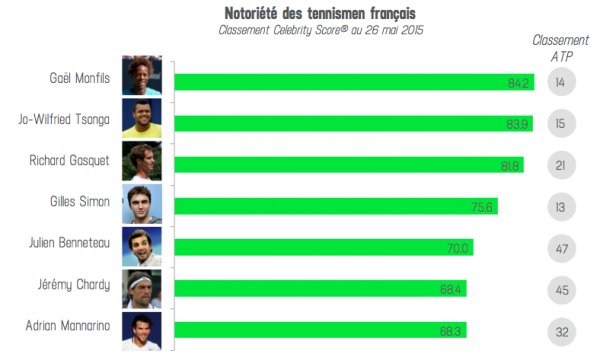 Notoriété des tennismen français
Classement Celebrity Score® au 26 mai 2015
Classement
ATP
Gaël Monfils 84.2 14
Jo-Wilfried Tsonga 83.9 15
Richard Gasquet 81.8 21
Gilles Simon 75.6 13
Julien Benneteau 70.0 47
Jérémy Chardy 68.4 45
Adrian Mannarino 68.3 32